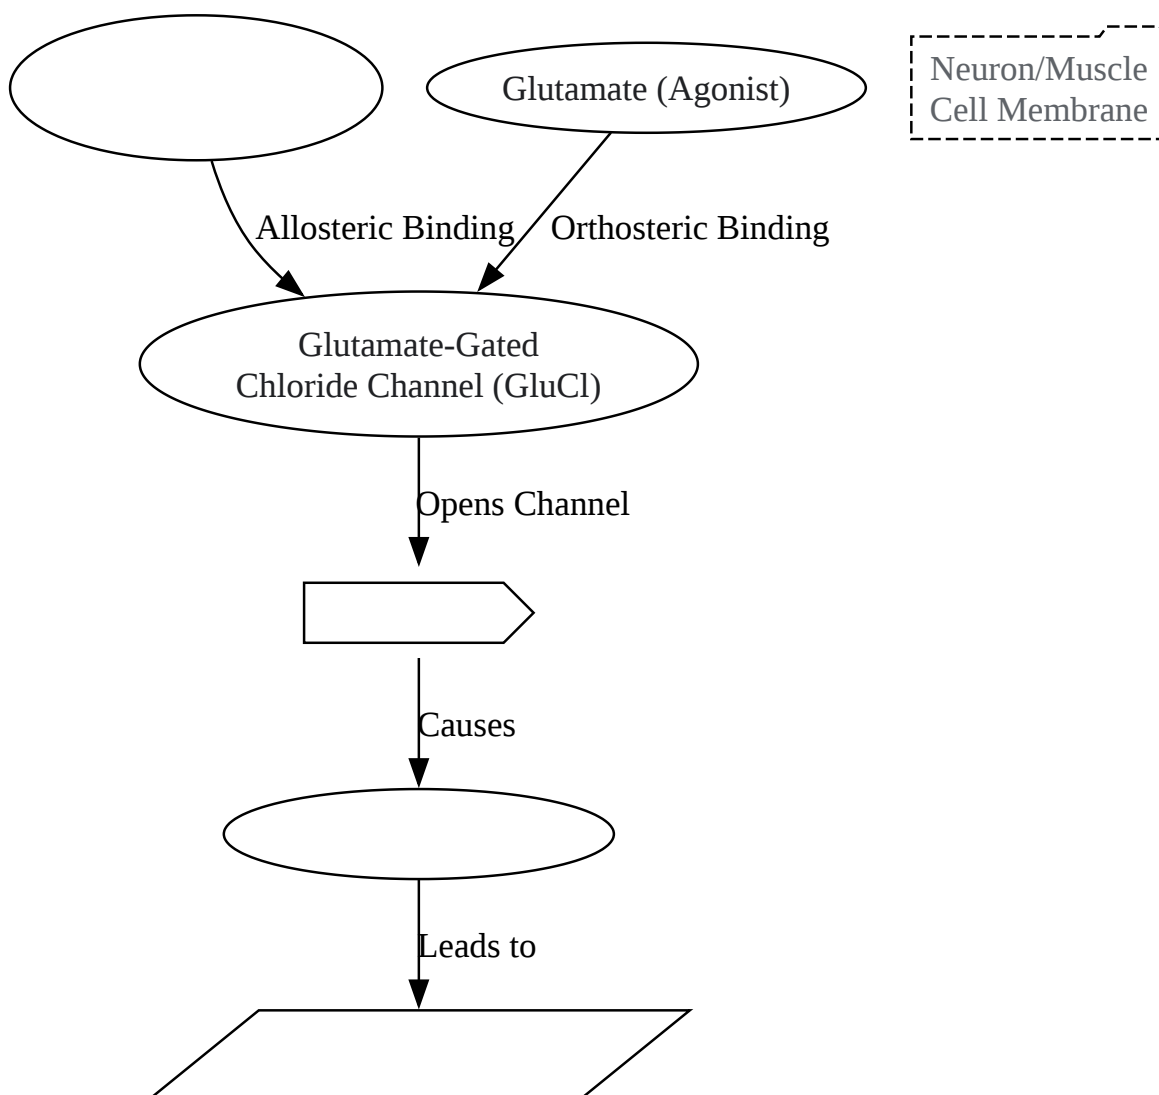 Glutamate (Agonist)
Neuron/Muscle
Cell Membrane
Allosteric Binding
Orthosteric Binding
Glutamate-Gated
Chloride Channel (GluCl)
Opens Channel
Causes
Leads to